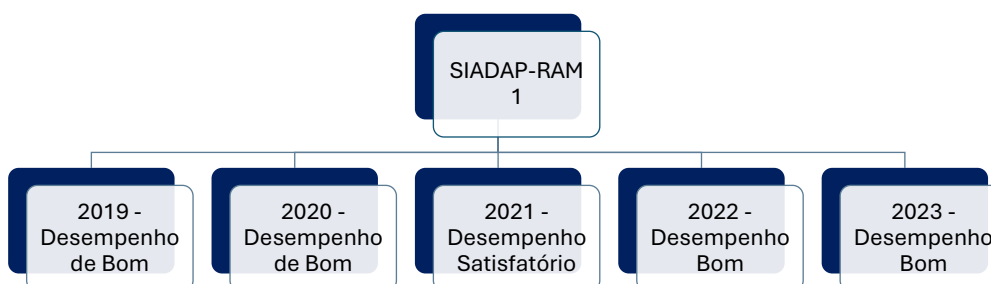 SIADAP-RAM
1
2019 -
Desempenho
de Bom
2020 -
Desempenho
de Bom
2021 -
Desempenho
Satisfatório
2022 -
Desempenho
Bom
2023 -
Desempenho
Bom